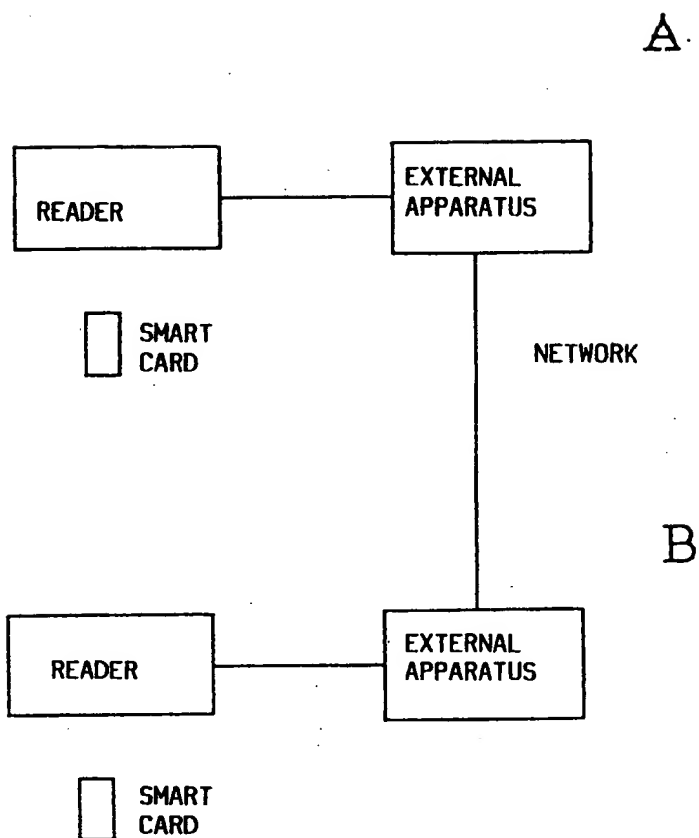 A.
READER
EXTERNAL
APPARATUS
SMART
CARD
NETWORK
B
READER
EXTERNAL
APPARATUS
SMART
CARD